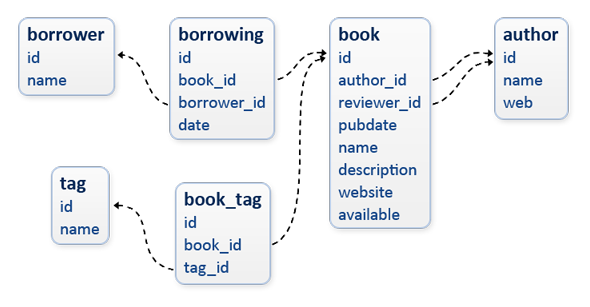 borrower
id
name
borrowing
id
book_id
borrower_id
date
book
id
author_id
reviewer_id
pubdate
name
description
website
available
author
id
name
web
tag
id
name
book_tag
id
book_id
tag_id